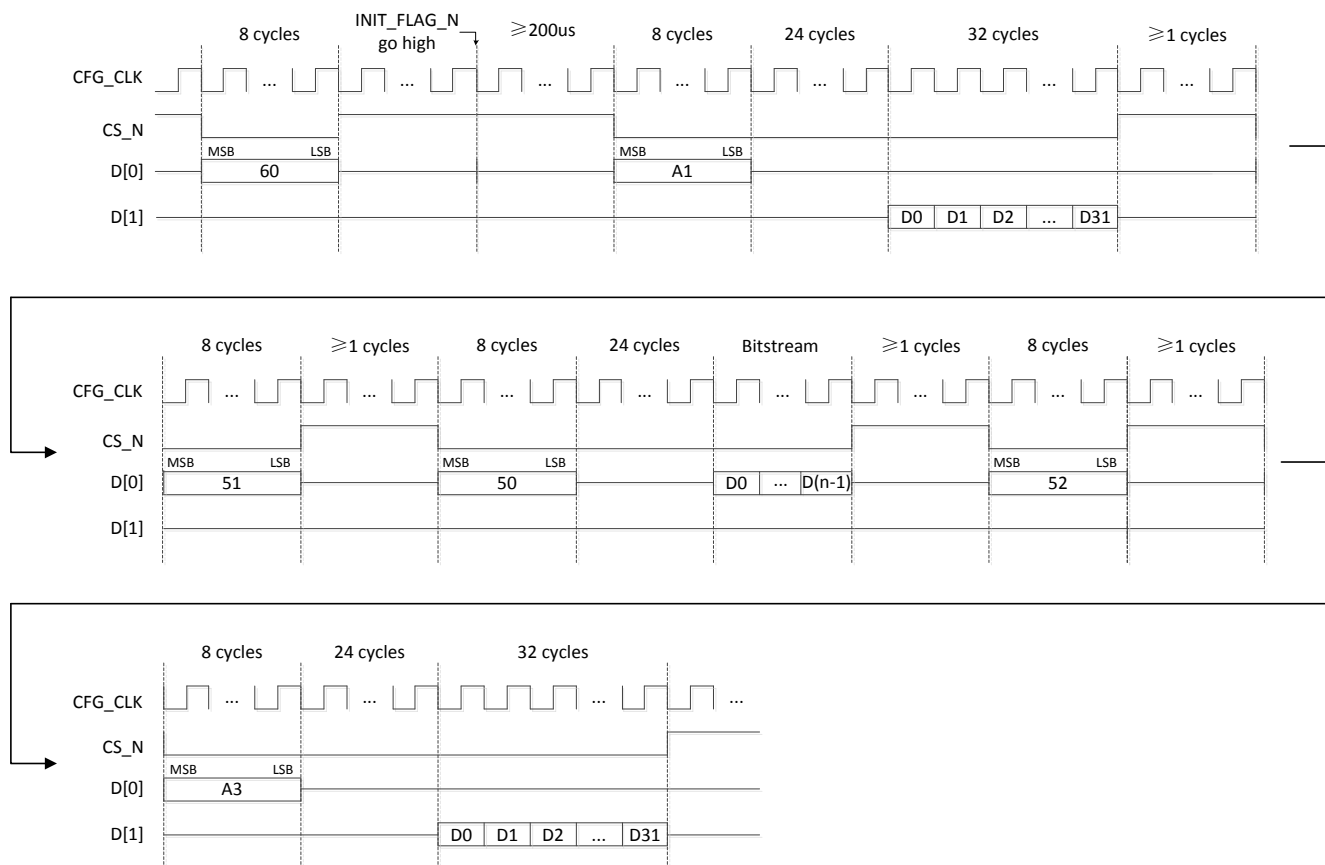 INIT_FLAG_N
8 cycles go high ≥200us 8 cycles 24 cycles 32 cycles ≥1 cycles
CFG_CLK ... ... ... ... ... ... ...
CS_N
MSB LSB MSB LSB
D[0] 60 A1
D[1] D0 D1 D2 ... D31
8 cycles ≥1 cycles 8 cycles 24 cycles Bitstream ≥1 cycles 8 cycles ≥1 cycles
CFG_CLK ... ... ... ... ... ... ... ...
CS_N
MSB LSB MSB LSB MSB LSB
D[0] 51 50 D0 ... D(n-1) 52
D[1]
8 cycles 24 cycles 32 cycles
CFG_CLK ... ... ... ...
CS_N
MSB LSB
D[0] A3
D[1] D0 D1 D2 ... D31